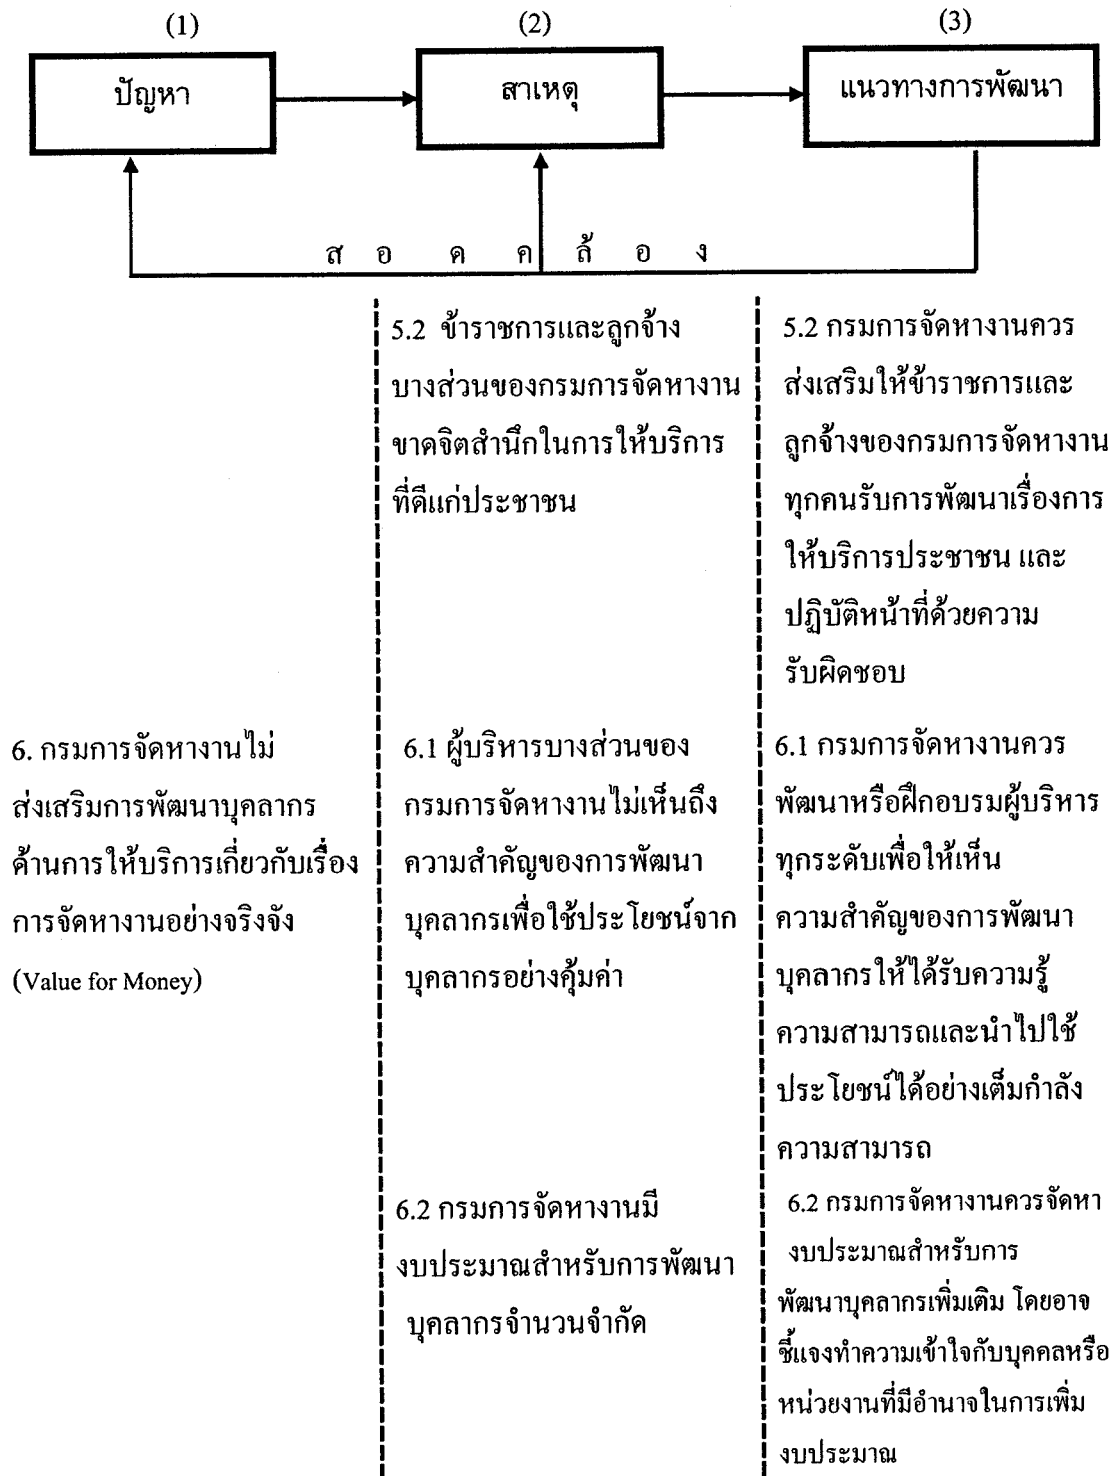 (1)
(2)
(3)
ปัญหา
สาเหตุ
แนวทางการพัฒนา
ส อ ด ค ล้ อ ง
5.2 ข้าราชการและลูกจ้าง
บางส่วนของกรมการจัดหางาน
ขาดจิตสำนึกในการให้บริการ
ที่ดีแก่ประชาชน
5.2 กรมการจัดหางานควร
ส่งเสริมให้ข้าราชการและ
ลูกจ้างของกรมการจัดหางาน
ทุกคนรับการพัฒนาเรื่องการ
ให้บริการประชาชน และ
ปฏิบัติหน้าที่ด้วยความ
รับผิดชอบ
6. กรมการจัดหางานไม่
ส่งเสริมการพัฒนาบุคลากร
ด้านการให้บริการเกี่ยวกับเรื่อง
การจัดหางานอย่างจริงจัง
(Value for Money)
6.1 ผู้บริหารบางส่วนของ
กรมการจัดหางานไม่เห็นถึง
ความสำคัญของการพัฒนา
บุคลากรเพื่อใช้ประโยชน์จาก
บุคลากรอย่างคุ้มค่า
6.1 กรมการจัดหางานควร
พัฒนาหรือฝึกอบรมผู้บริหาร
ทุกระดับเพื่อให้เห็น
ความสำคัญของการพัฒนา
บุคลากรให้ได้รับความรู้
ความสามารถและนำไปใช้
ประโยชน์ได้อย่างเต็มกำลัง
ความสามารถ
6.2 กรมการจัดหางานมี
งบประมาณสำหรับการพัฒนา
บุคลากรจำนวนจำกัด
6.2 กรมการจัดหางานควรจัดหา
งบประมาณสำหรับการ
พัฒนาบุคลากรเพิ่มเติม โดยอาจ
ชี้แจงทำความเข้าใจกับบุคคลหรือ
หน่วยงานที่มีอำนาจในการเพิ่ม
งบประมาณ